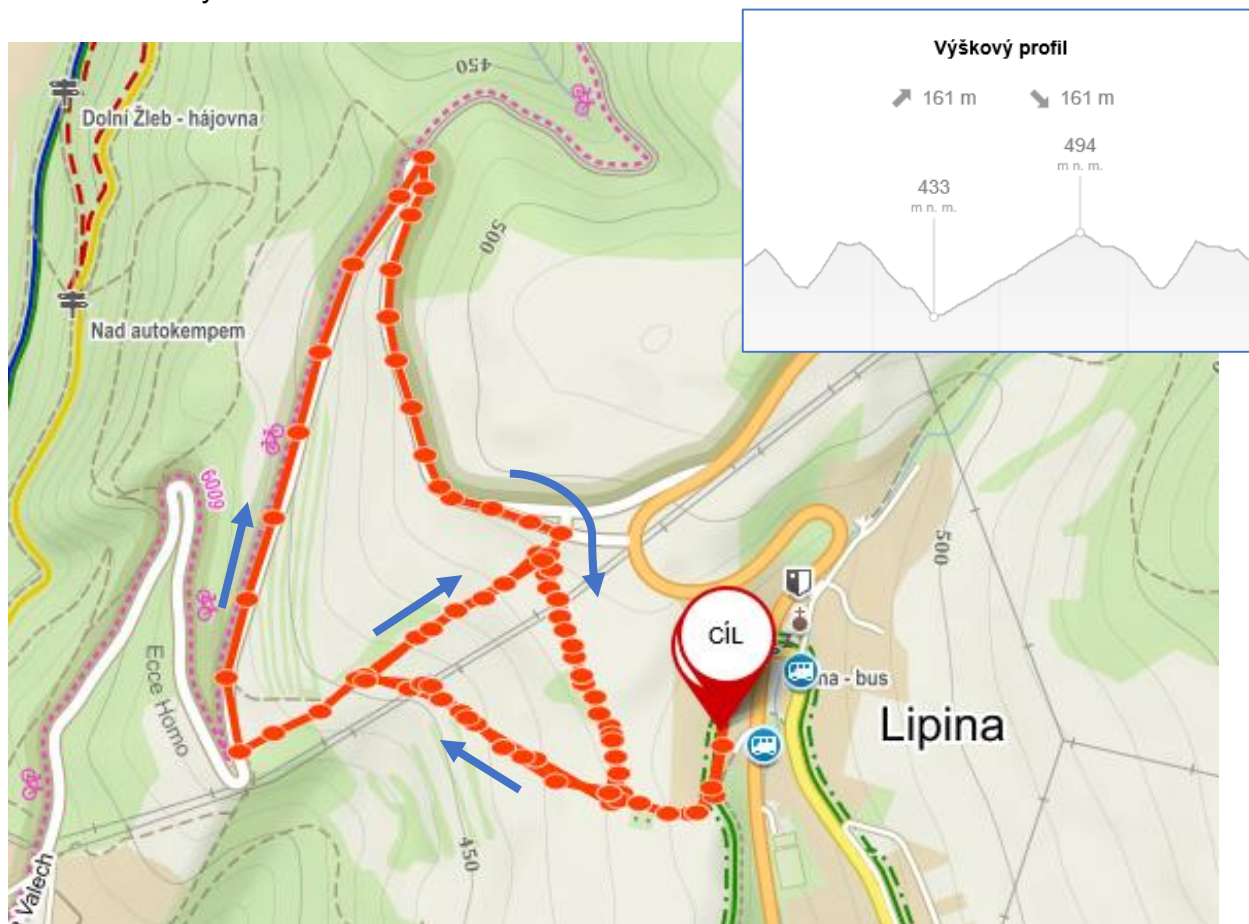 Výškový profil
161 m 161 m
494
m n. m.
433
m n. m.
450
Dolní Žleb - hájovna
500
Nad autokempem
6009
Ecce Homo
CÍL
500
na - bus
Lipina
450
Valech